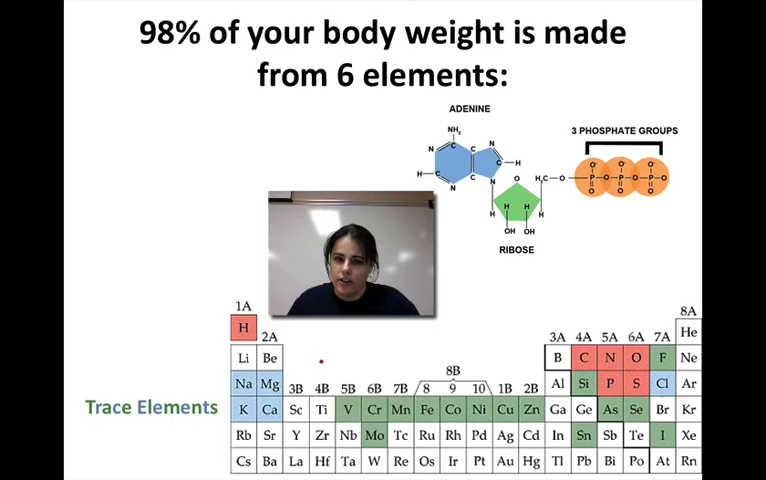 98% of your body weight is made
from 6 elements:
ADENINE
3 PHOSPHATE GROUPS
NH₂
N C N
C C—H
H—C C
N N
O H₂C—O—P—O—P—O—P—O
O⁻ O⁻ O⁻
O O O
H H H H
OH OH
RIBOSE
1A 8A
H 2A 3A 4A 5A 6A 7A He
Li Be B C N O F Ne
Na Mg 3B 4B 5B 6B 7B 8B 1B 2B Al Si P S Cl Ar
8 9 10
Trace Elements
K Ca Sc Ti V Cr Mn Fe Co Ni Cu Zn Ga Ge As Se Br Kr
Rb Sr Y Zr Nb Mo Tc Ru Rh Pd Ag Cd In Sn Sb Te I Xe
Cs Ba La Hf Ta W Re Os Ir Pt Au Hg Tl Pb Bi Po At Rn